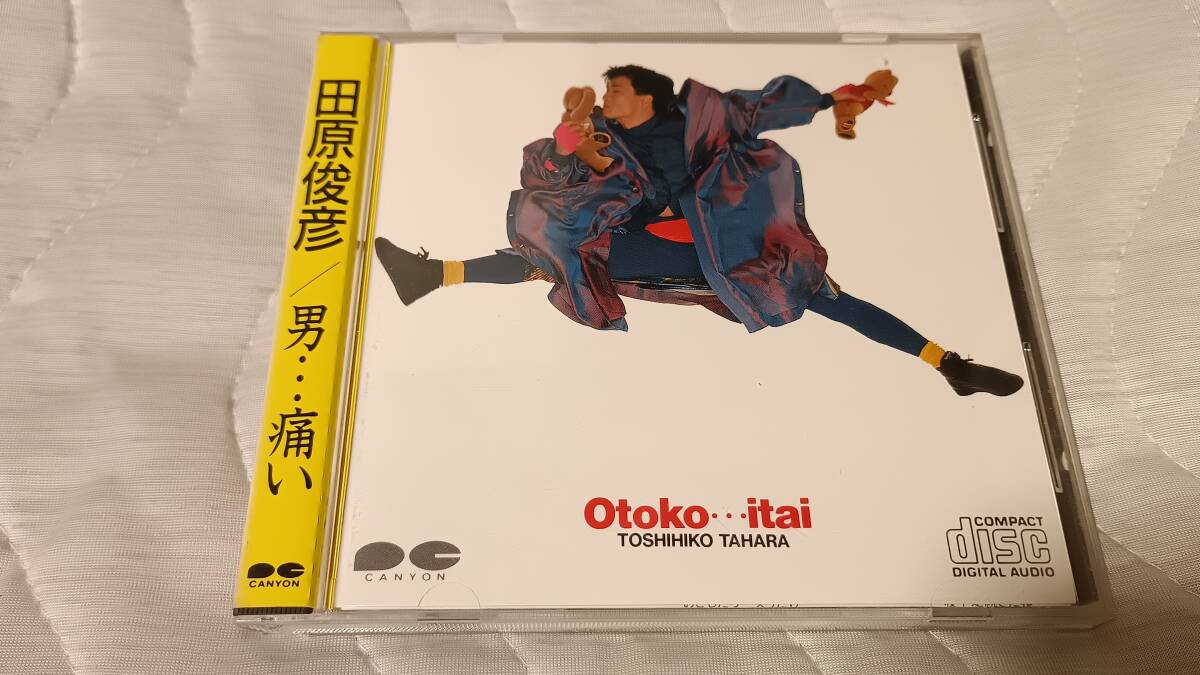 田原俊彦／男・・・痛い
CANYON
Otoko···itai
TOSHIHIKO TAHARA
CANYON
COMPACT
disc
DIGITAL AUDIO